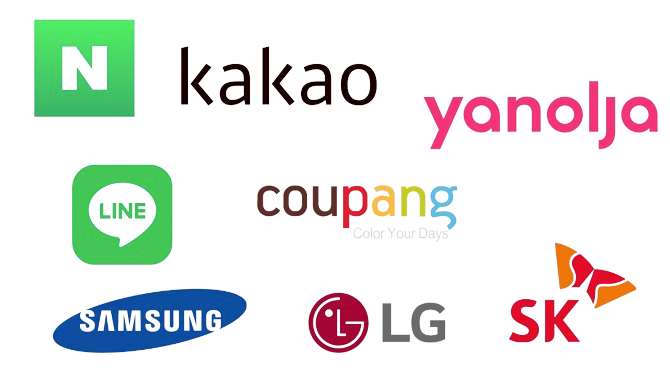 N
kakao
yanolja
LINE
coupang
Color Your Days
SAMSUNG
LG
SK